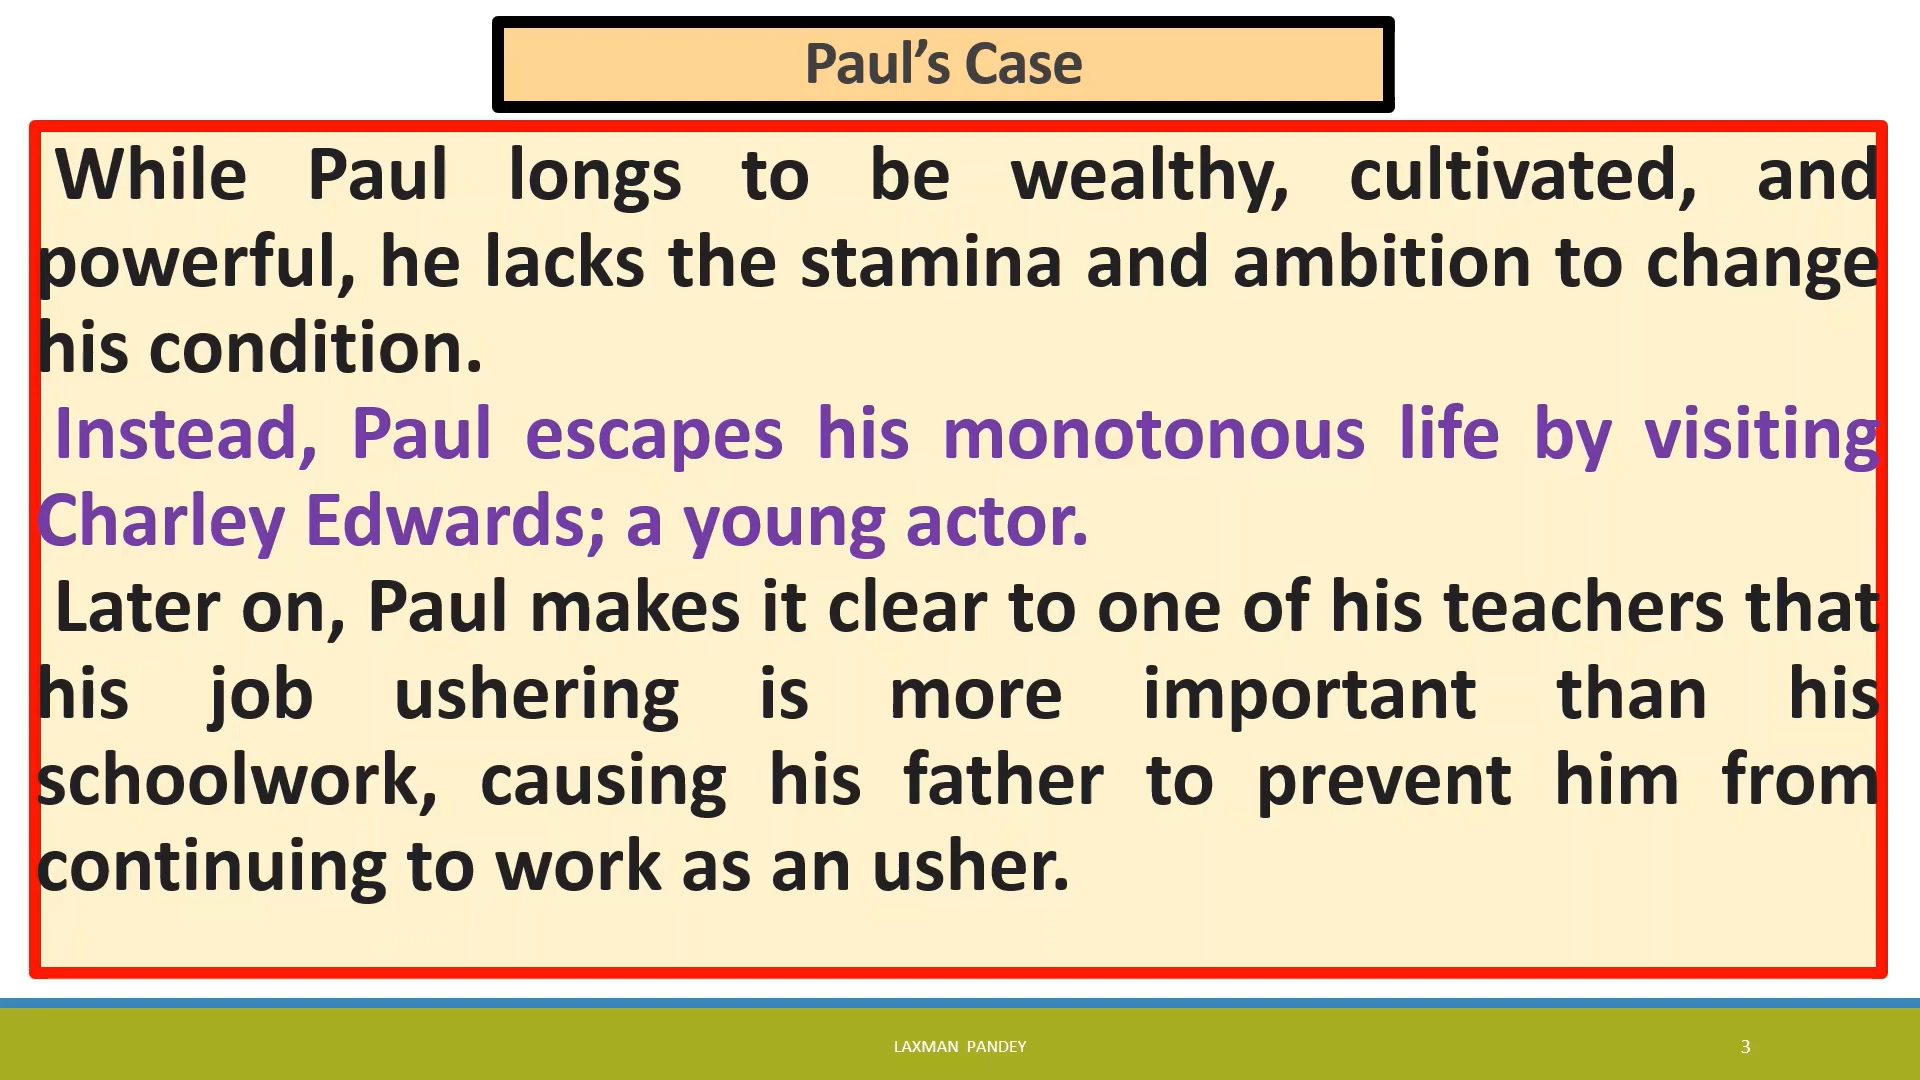 Paul’s Case
While Paul longs to be wealthy, cultivated, and
powerful, he lacks the stamina and ambition to change
his condition.
Instead, Paul escapes his monotonous life by visiting
Charley Edwards; a young actor.
Later on, Paul makes it clear to one of his teachers that
his job ushering is more important than his
schoolwork, causing his father to prevent him from
continuing to work as an usher.
LAXMAN PANDEY
3